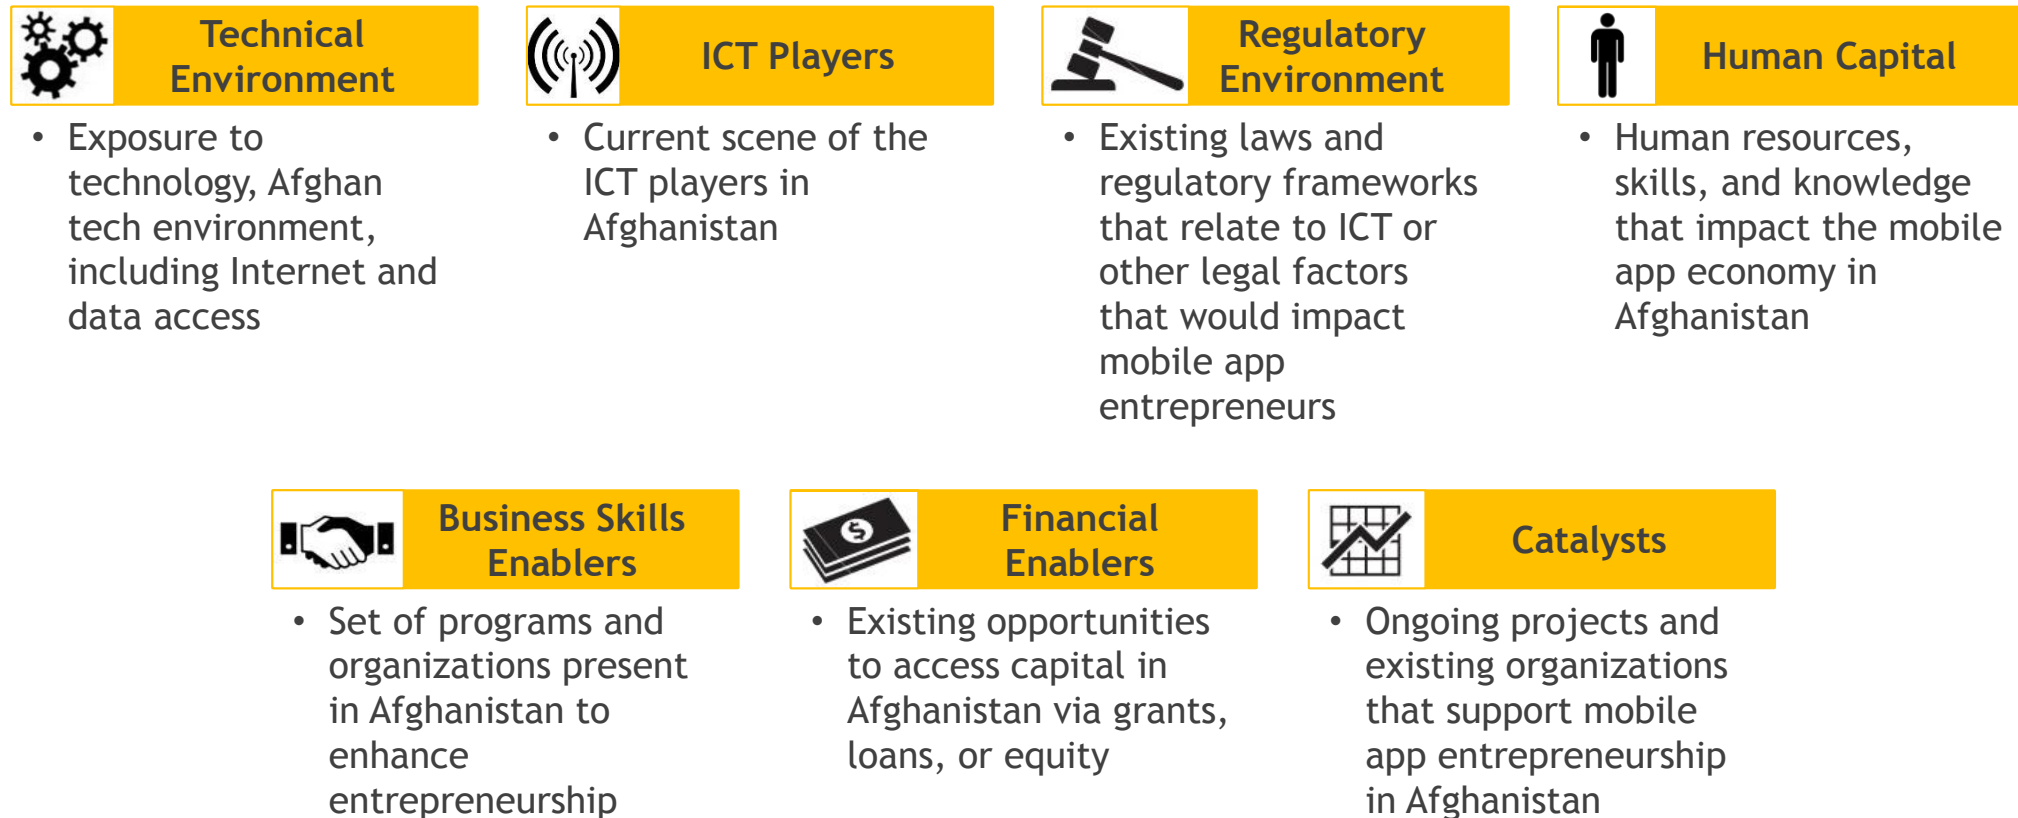 Technical
Environment
• Exposure to
technology, Afghan
tech environment,
including Internet and
data access
ICT Players
• Current scene of the
ICT players in
Afghanistan
Regulatory
Environment
• Existing laws and
regulatory frameworks
that relate to ICT or
other legal factors
that would impact
mobile app
entrepreneurs
Human Capital
• Human resources,
skills, and knowledge
that impact the mobile
app economy in
Afghanistan
Business Skills
Enablers
• Set of programs and
organizations present
in Afghanistan to
enhance
entrepreneurship
$
Financial
Enablers
• Existing opportunities
to access capital in
Afghanistan via grants,
loans, or equity
Catalysts
• Ongoing projects and
existing organizations
that support mobile
app entrepreneurship
in Afghanistan